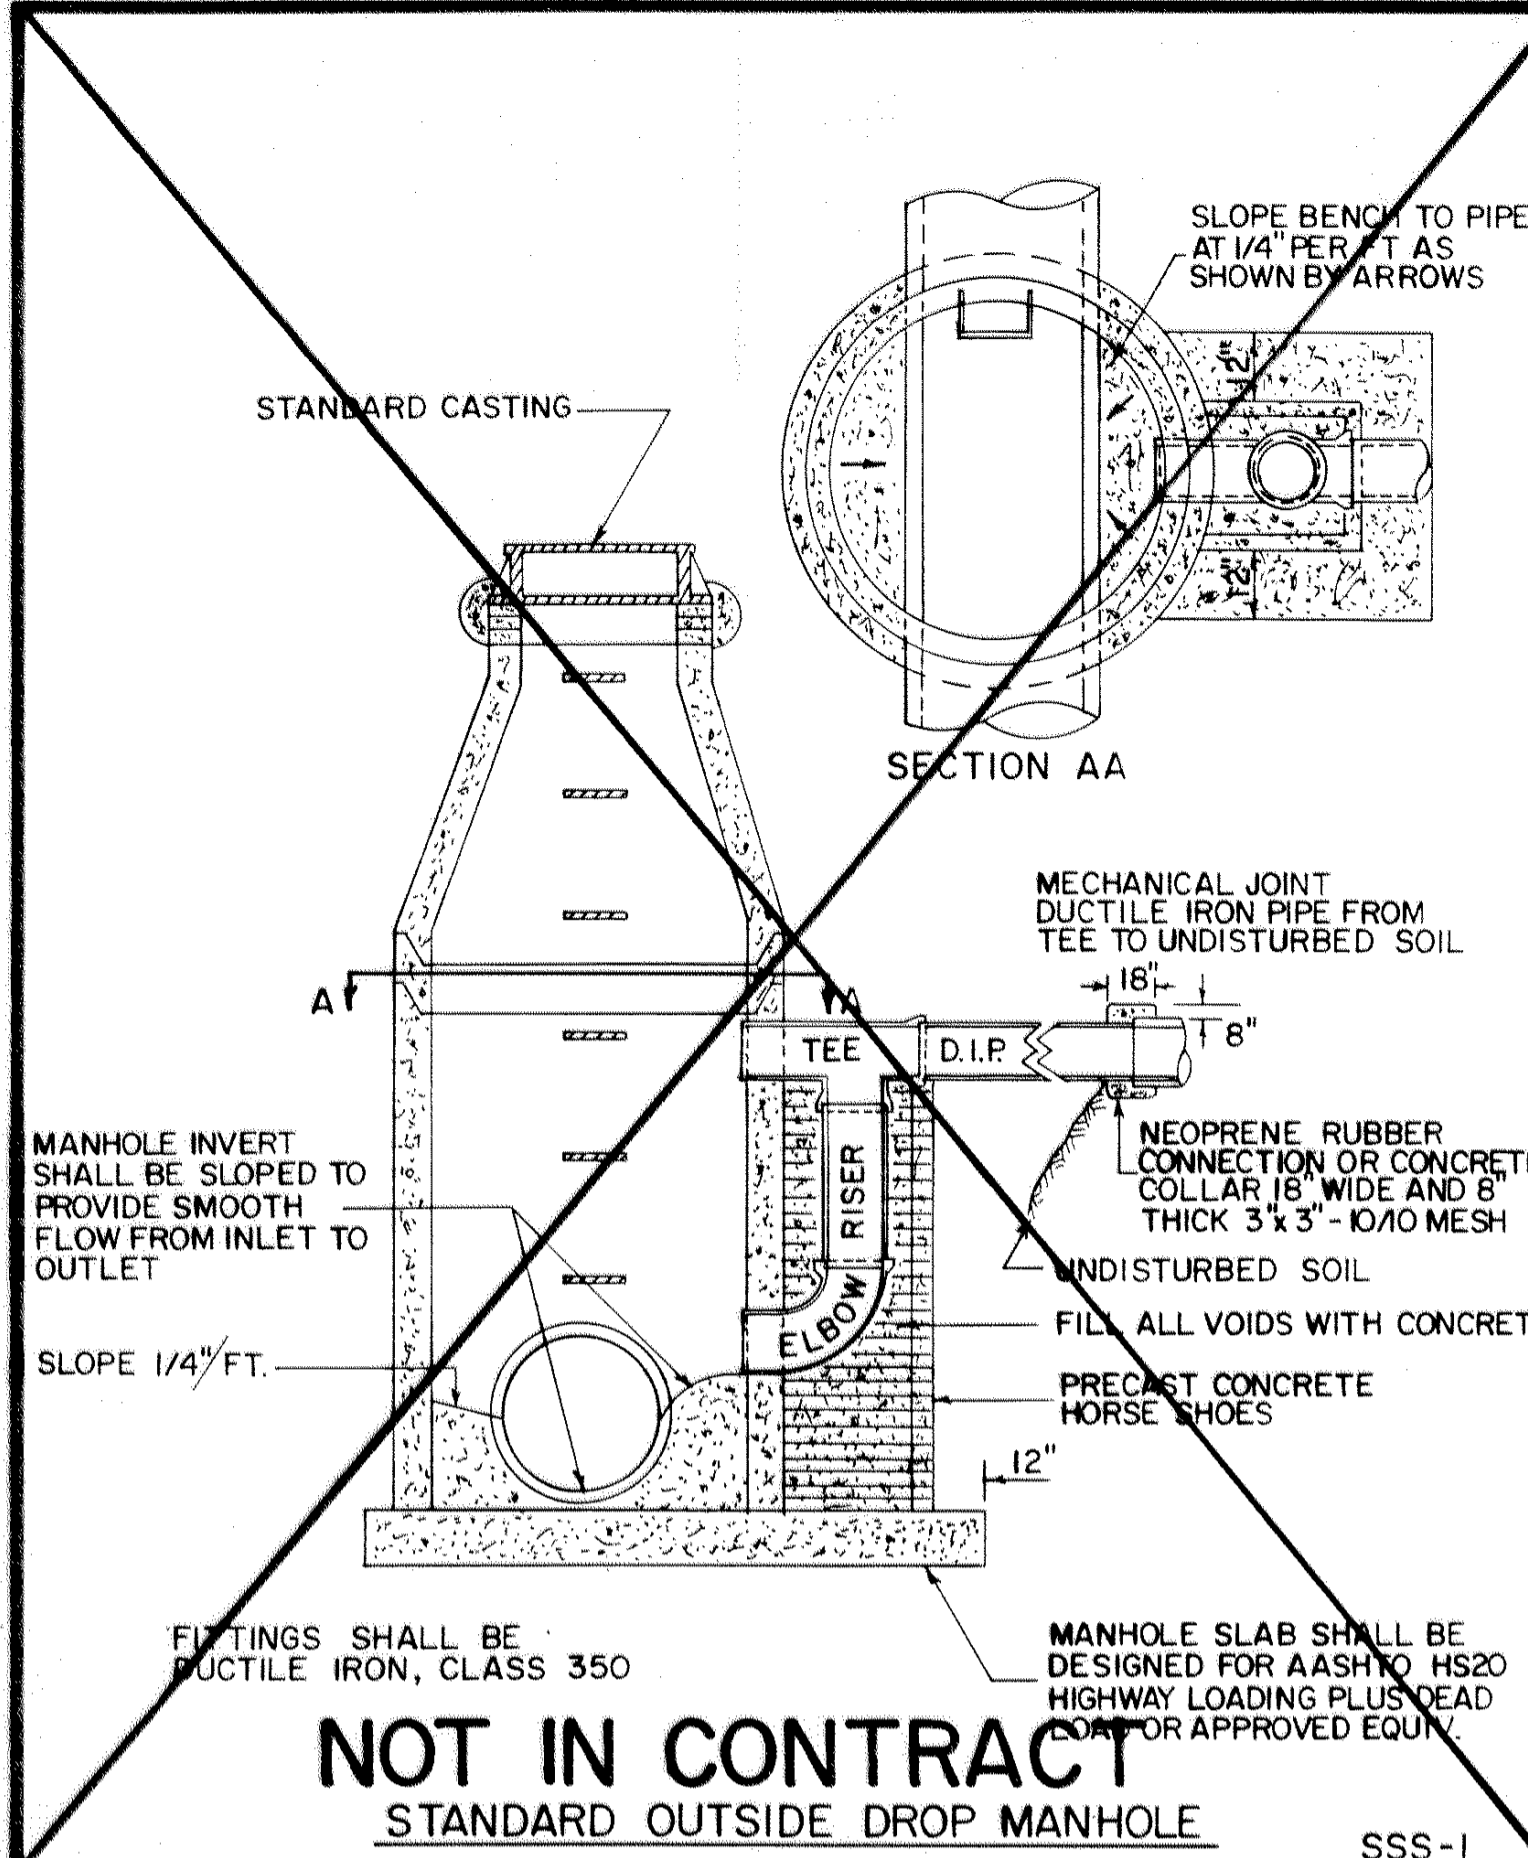 SLOPE BENCH TO PIPE
AT 1/4" PER FT AS
SHOWN BY ARROWS
STANDARD CASTING
12"
12"
SECTION AA
MECHANICAL JOINT
DUCTILE IRON PIPE FROM
TEE TO UNDISTURBED SOIL
18"
8"
A
A
TEE
D.I.P.
RISER
ELBOW
MANHOLE INVERT
SHALL BE SLOPED TO
PROVIDE SMOOTH
FLOW FROM INLET TO
OUTLET
NEOPRENE RUBBER
CONNECTION OR CONCRET
COLLAR 18" WIDE AND 8"
THICK 3"x 3"-10/10 MESH
UNDISTURBED SOIL
FILL ALL VOIDS WITH CONCRET
SLOPE 1/4"/FT.
PRECAST CONCRETE
HORSE SHOES
12"
FITTINGS SHALL BE
DUCTILE IRON, CLASS 350
MANHOLE SLAB SHALL BE
DESIGNED FOR AASHTO HS20
HIGHWAY LOADING PLUS DEAD
LOAD OR APPROVED EQUIV.
NOT IN CONTRACT
STANDARD OUTSIDE DROP MANHOLE
SSS-1